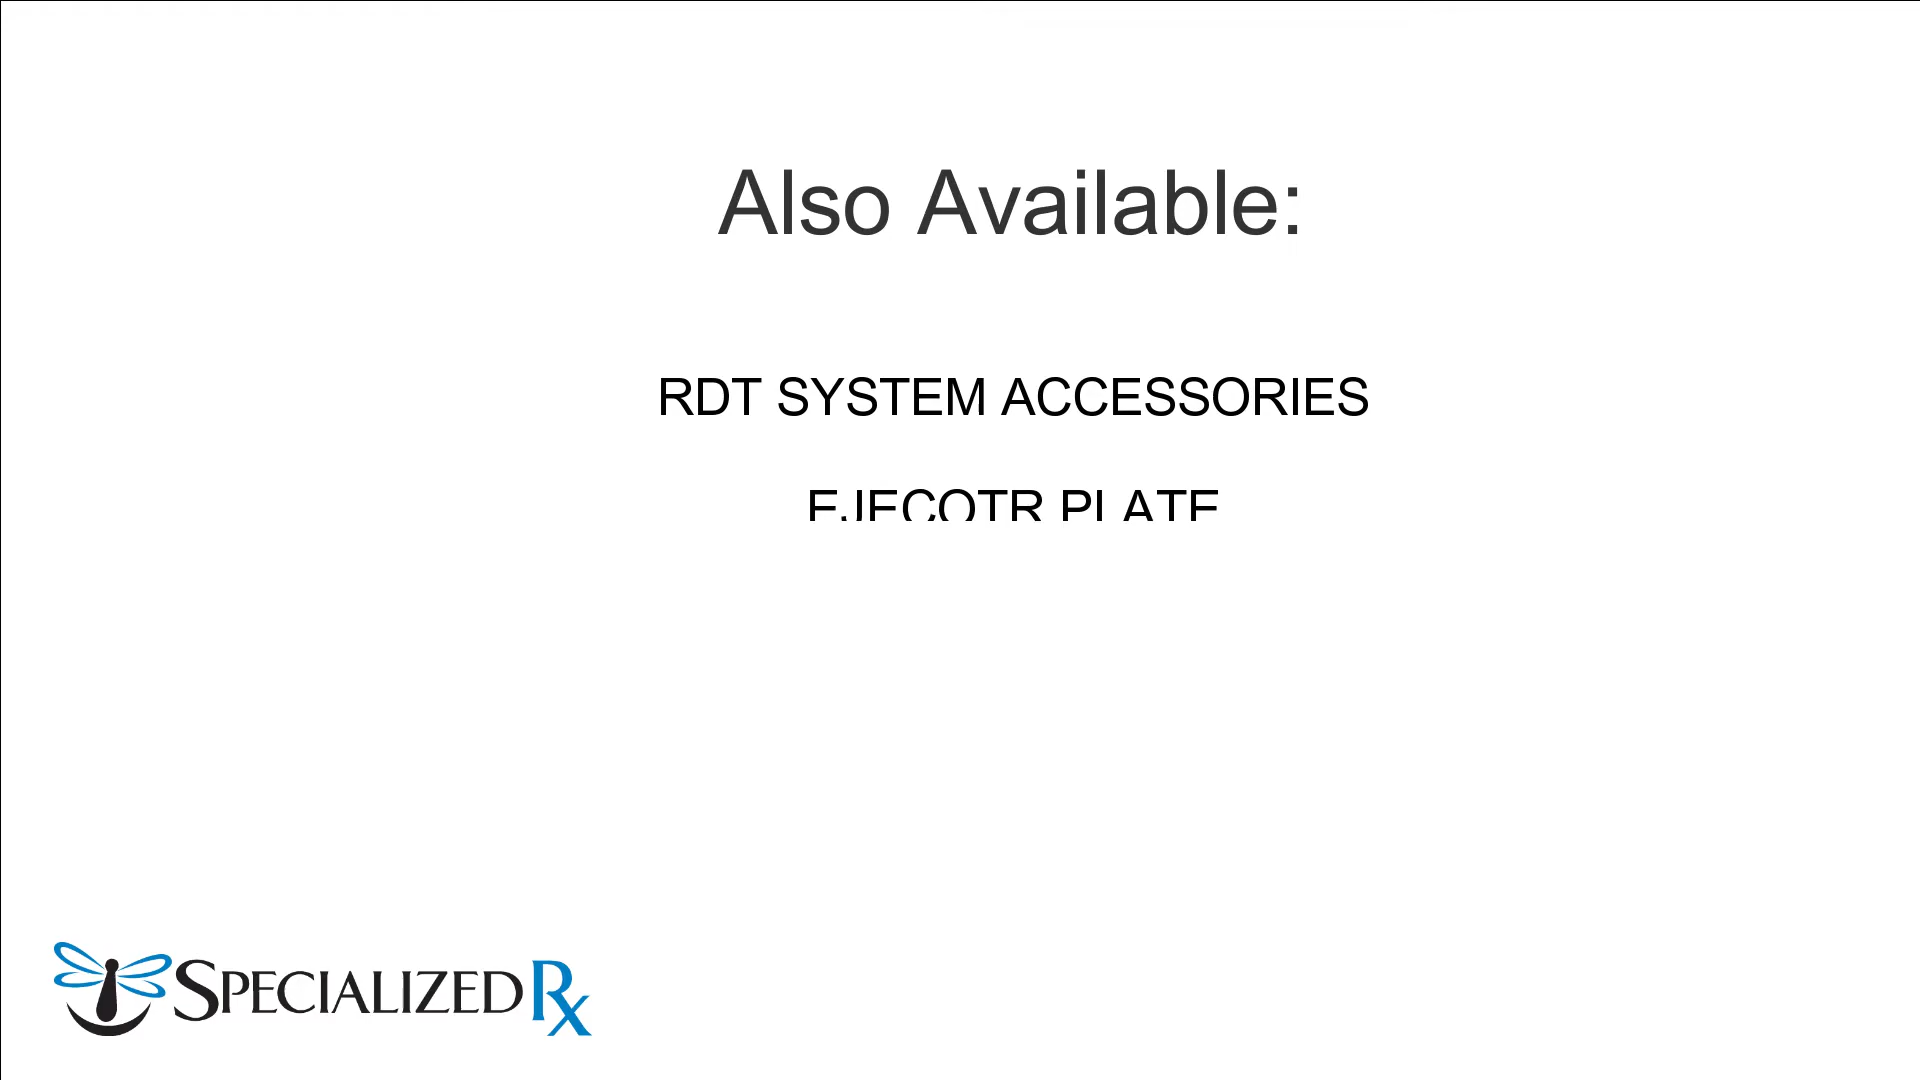 Also Available:
RDT SYSTEM ACCESSORIES
EJECOTR PLATE
SPECIALIZED Rx